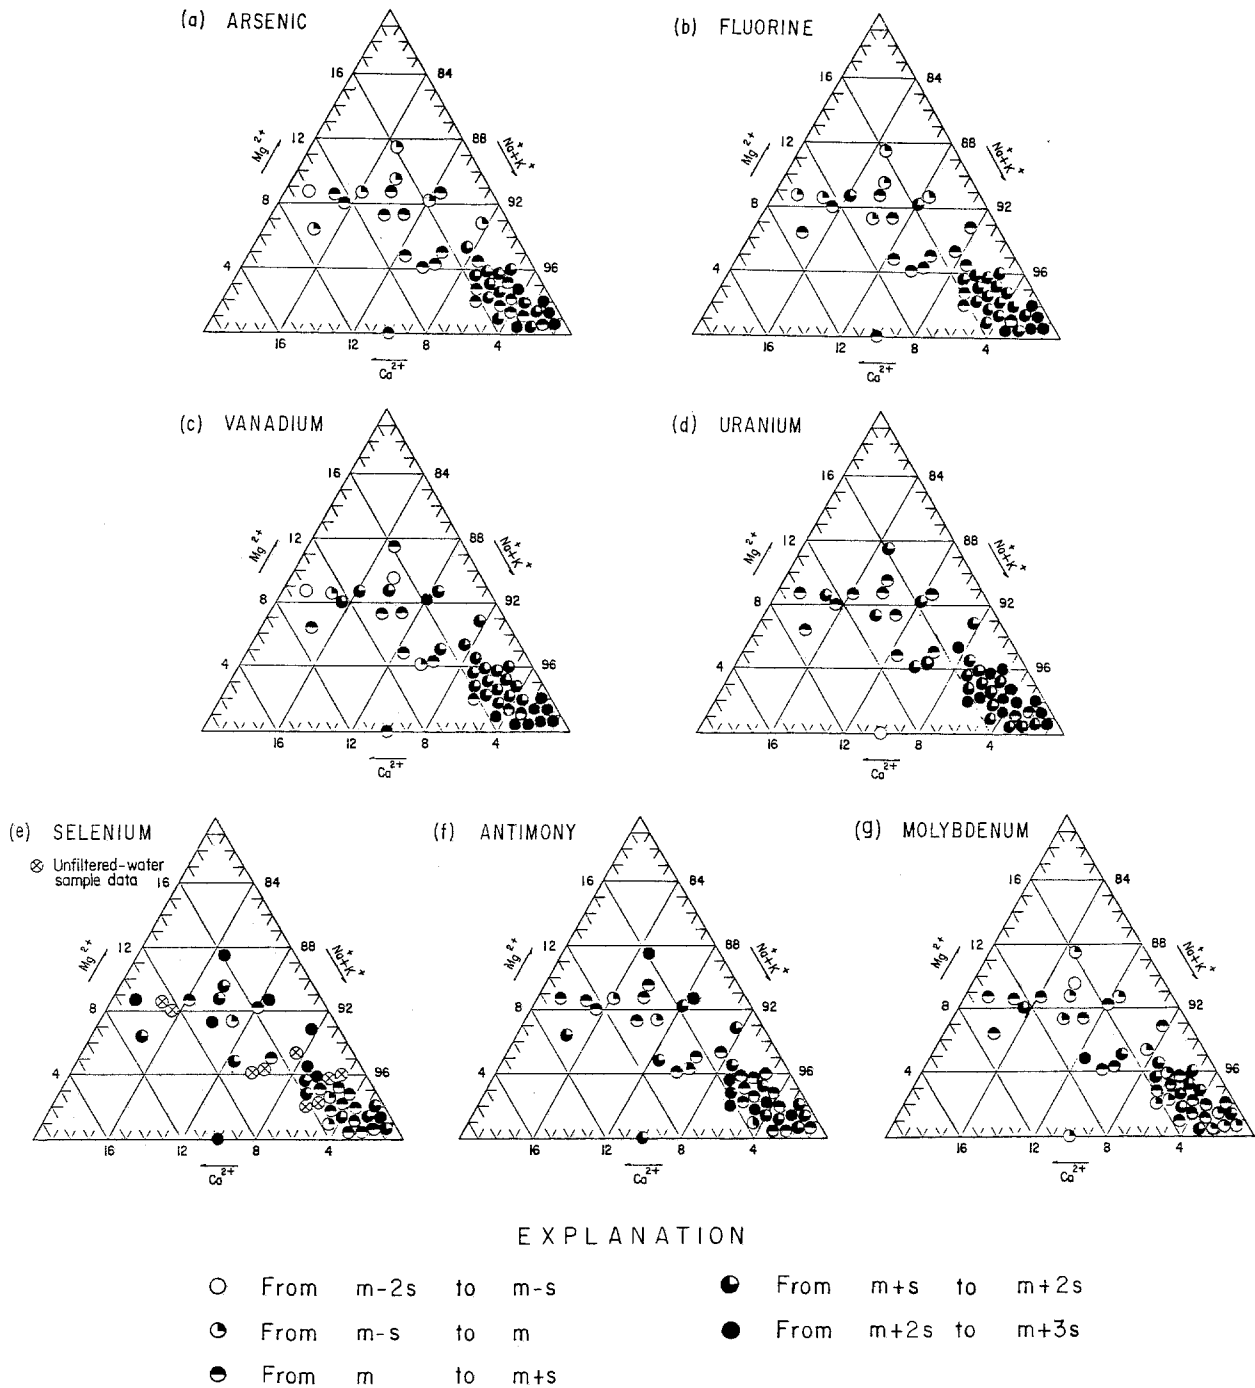 (a) ARSENIC
16
84
12
88
Mg2+
Na++K+
8
92
4
96
16
12
8
4
Ca2+
(b) FLUORINE
16
84
12
88
Mg2+
Na++K+
8
92
4
96
16
12
8
4
Ca2+
(c) VANADIUM
16
84
12
88
Mg2+
Na++K+
8
92
4
96
16
12
8
4
Ca2+
(d) URANIUM
16
84
12
88
Mg2+
Na++K+
8
92
4
96
16
12
8
4
Ca2+
(e) SELENIUM
Unfiltered-water
sample data
16
84
12
88
Mg2+
Na++K+
8
92
4
96
16
12
8
4
Ca2+
(f) ANTIMONY
16
84
12
88
Mg2+
Na++K+
8
92
4
96
16
12
8
4
Ca2+
(g) MOLYBDENUM
16
84
12
88
Mg2+
Na++K+
8
92
4
96
16
12
8
4
Ca2+
EXPLANATION
From m-2s to m-s
From m-s to m
From m to m+s
From m+s to m+2s
From m+2s to m+3s